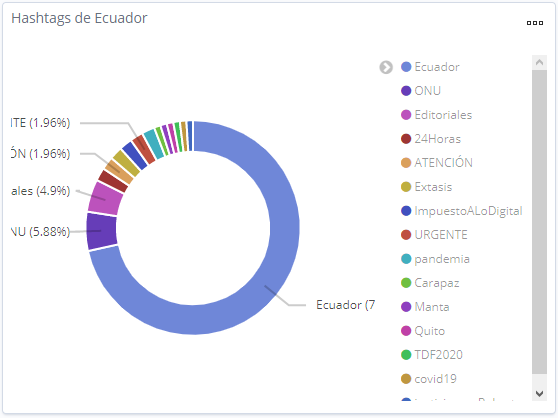 Hashtags de Ecuador
ITE (1.96%)
ÓN (1.96%)
ales (4.9%)
NU (5.88%)
Ecuador (7
Ecuador
ONU
Editoriales
24Horas
ATENCIÓN
Extasis
ImpuestoALoDigital
URGENTE
pandemia
Carapaz
Manta
Quito
TDF2020
covid19